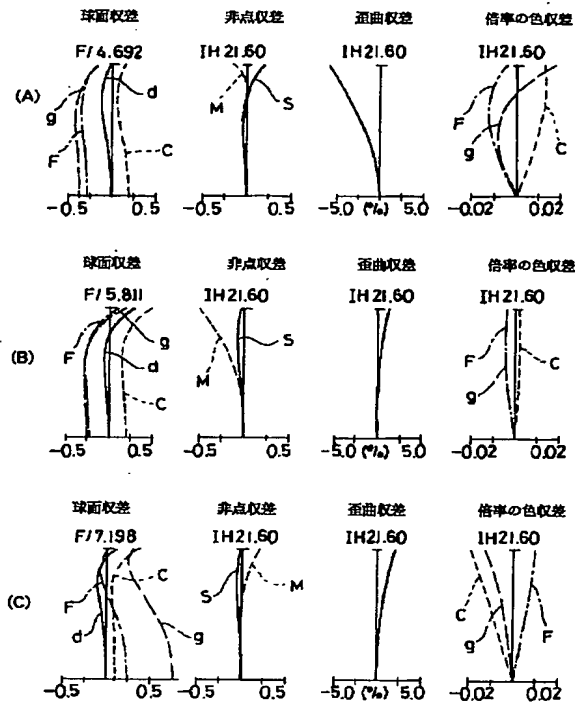 球面収差 非点収差 歪曲収差 倍率の色収差
F/4.692 IH21.60 IH21.60 IH21.60
(A)
d
g
M
S
F
g
F
C
C
-0.5 0.5 -0.5 0.5 -5.0 (%) 5.0 -0.02 0.02
球面収差 非点収差 歪曲収差 倍率の色収差
F/5.811 IH21.60 IH21.60 IH21.60
(B)
F
g
d
C
S
M
F
g
C
-0.5 0.5 -0.5 0.5 -5.0 (%) 5.0 -0.02 0.02
球面収差 非点収差 歪曲収差 倍率の色収差
F/7.198 IH21.60 IH21.60 IH21.60
(C)
F
d
C
g
S
M
C
g
F
-0.5 0.5 -0.5 0.5 -5.0 (%) 5.0 -0.02 0.02